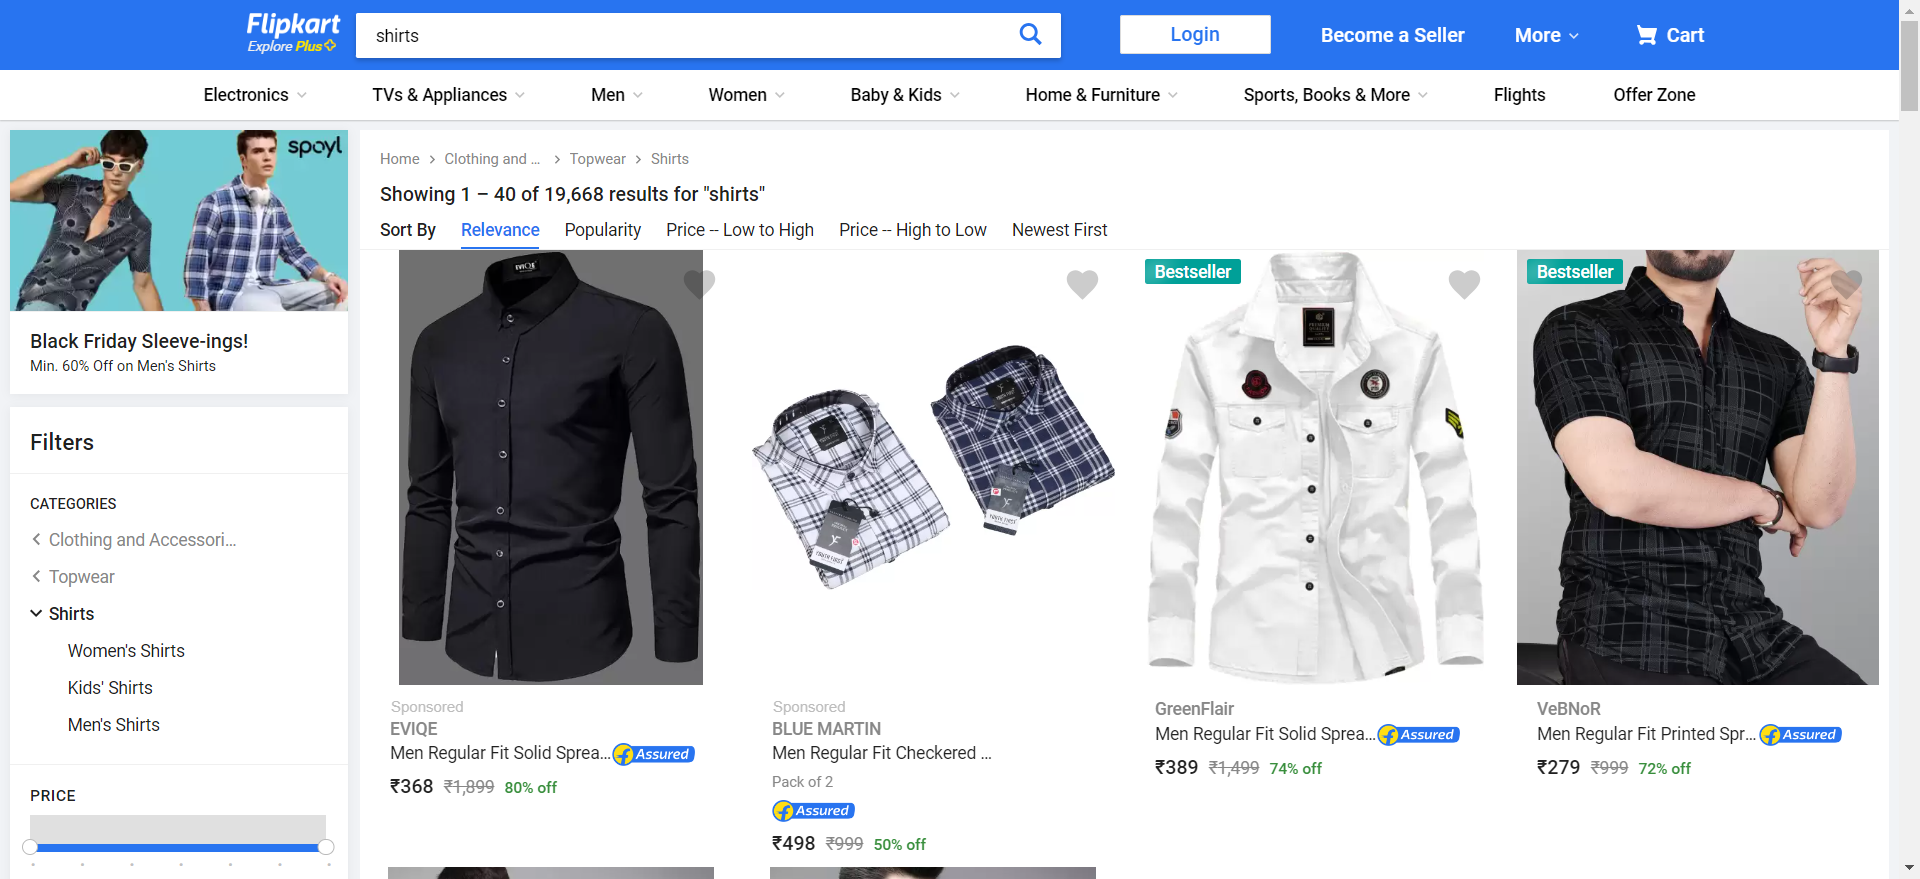 Flipkart
Explore Plus
shirts
Login
Become a Seller
More
Cart
Electronics
TVs & Appliances
Men
Women
Baby & Kids
Home & Furniture
Sports, Books & More
Flights
Offer Zone
spoyl
Black Friday Sleeve-ings!
Min. 60% Off on Men's Shirts
Filters
CATEGORIES
Clothing and Accessori...
Topwear
Shirts
Women's Shirts
Kids' Shirts
Men's Shirts
PRICE
Home
Clothing and ...
Topwear
Shirts
Showing 1 – 40 of 19,668 results for "shirts"
Sort By
Relevance
Popularity
Price -- Low to High
Price -- High to Low
Newest First
EVIQE
Sponsored
EVIQE
Men Regular Fit Solid Sprea...
Assured
₹368 ₹1,899 80% off
YOUTH FIRST
YOUTH FIRST
Sponsored
BLUE MARTIN
Men Regular Fit Checkered ...
Pack of 2
Assured
₹498 ₹999 50% off
Bestseller
PREMIUM
GreenFlair
Men Regular Fit Solid Sprea...
Assured
₹389 ₹1,499 74% off
Bestseller
VeBNoR
Men Regular Fit Printed Spr...
Assured
₹279 ₹999 72% off